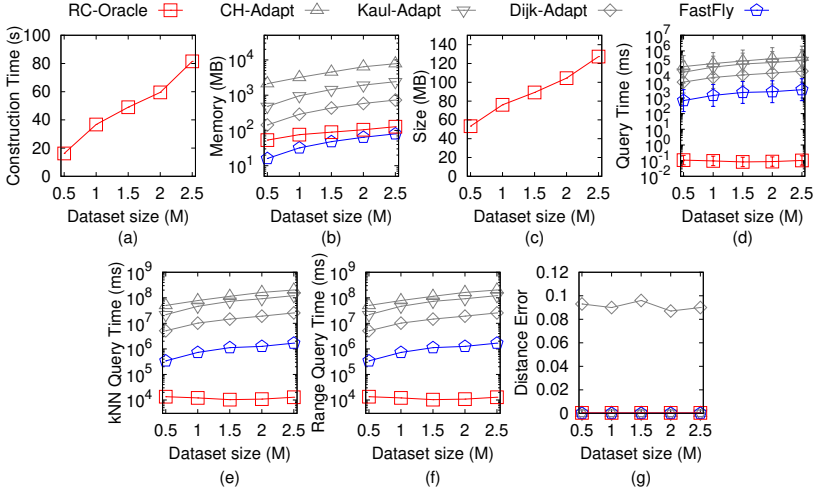 RC-Oracle CH-Adapt Kaul-Adapt Dijk-Adapt FastFly
Construction Time (s)
100
80
60
40
20
0
0.5 1 1.5 2 2.5
Dataset size (M)
(a)
Memory (MB)
10^4
10^3
10^2
10^1
0.5 1 1.5 2 2.5
Dataset size (M)
(b)
Size (MB)
140
120
100
80
60
40
20
0
0.5 1 1.5 2 2.5
Dataset size (M)
(c)
Query Time (ms)
10^7
10^6
10^5
10^4
10^3
10^2
10^1
10^0
10^-1
10^-2
0.5 1 1.5 2 2.5
Dataset size (M)
(d)
kNN Query Time (ms)
10^9
10^8
10^7
10^6
10^5
10^4
0.5 1 1.5 2 2.5
Dataset size (M)
(e)
Range Query Time (ms)
10^9
10^8
10^7
10^6
10^5
10^4
0.5 1 1.5 2 2.5
Dataset size (M)
(f)
Distance Error
0.12
0.1
0.08
0.06
0.04
0.02
0
0.5 1 1.5 2 2.5
Dataset size (M)
(g)